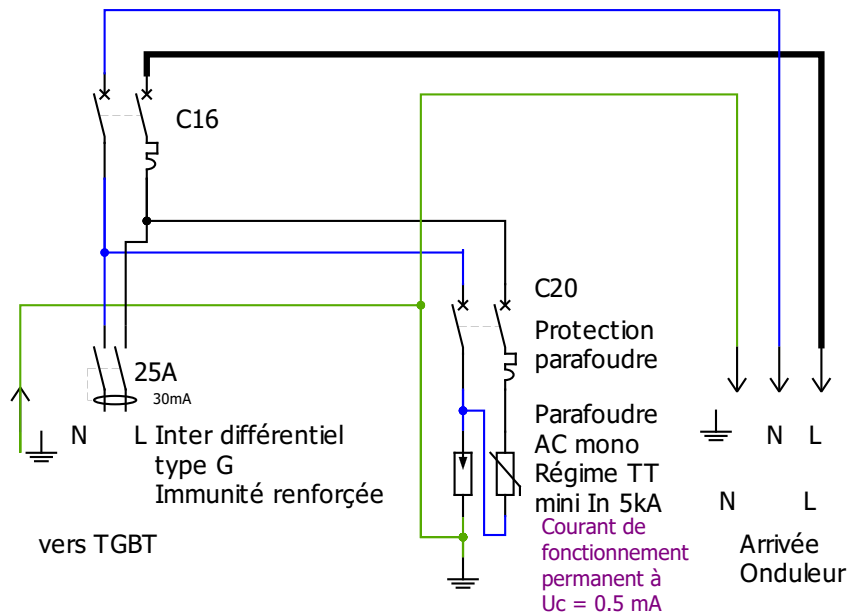 C16
C20
Protection
parafoudre
25A
30mA
N
L
Inter différentiel
type G
Immunité renforçée
vers TGBT
Parafoudre
AC mono
Régime TT
mini In 5kA
Courant de
fonctionnement
permanent à
Uc = 0.5 mA
N
L
N
L
Arrivée
Onduleur